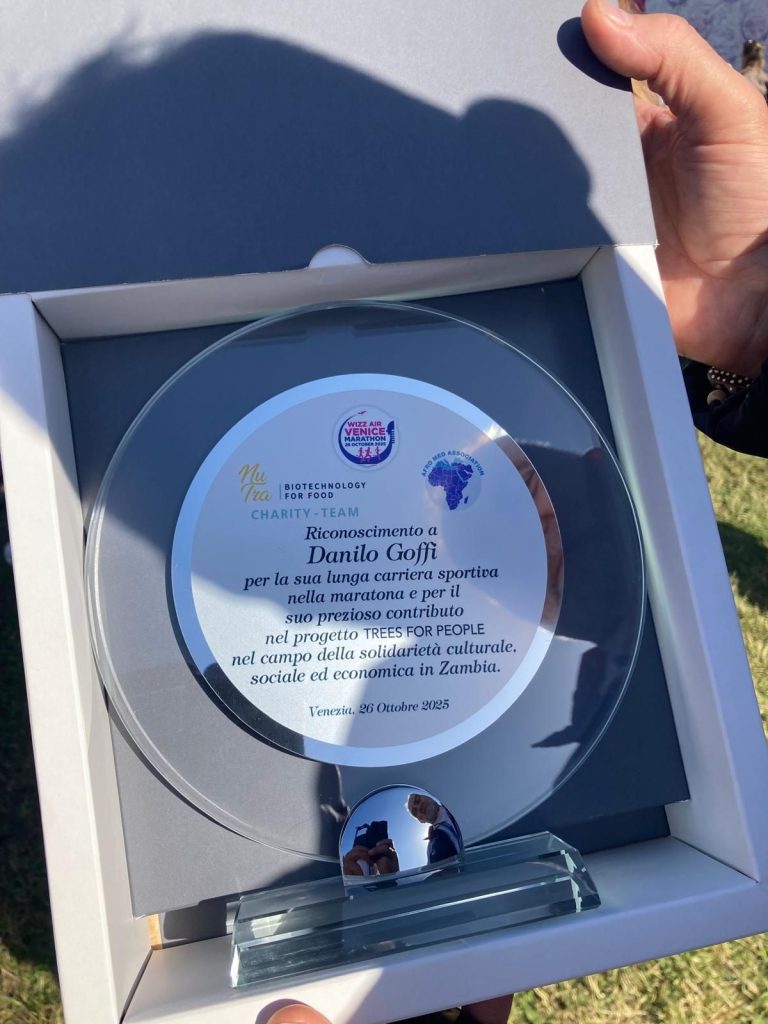 WIZZ AIR
VENICE
MARATHON
26 OCTOBER 2025
Nu
Tra
BIOTECHNOLOGY
FOR FOOD
CHARITY - TEAM
AFRO MED ASSOCIATION
Riconoscimento a
Danilo Goffi
per la sua lunga carriera sportiva
nella maratona e per il
suo prezioso contributo
nel progetto TREES FOR PEOPLE
nel campo della solidarietà culturale,
sociale ed economica in Zambia.
Venezia, 26 Ottobre 2025